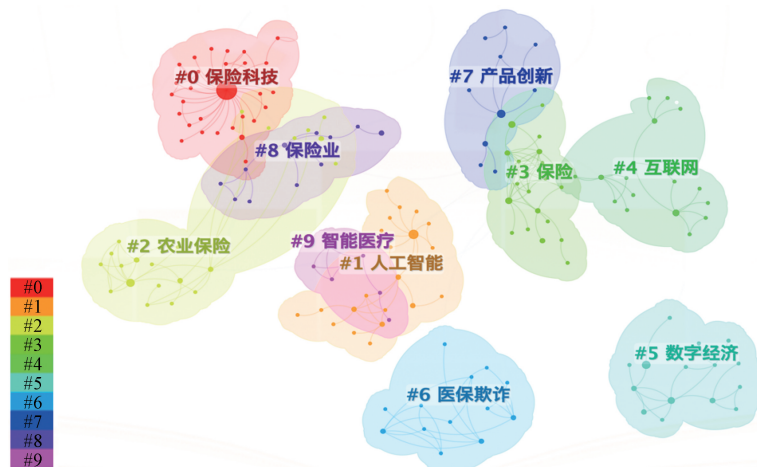 #0 保险科技
#7 产品创新
#8 保险业
#3 保险
#4 互联网
#2 农业保险
#9 智能医疗
#1 人工智能
#5 数字经济
#6 医保欺诈
#0
#1
#2
#3
#4
#5
#6
#7
#8
#9